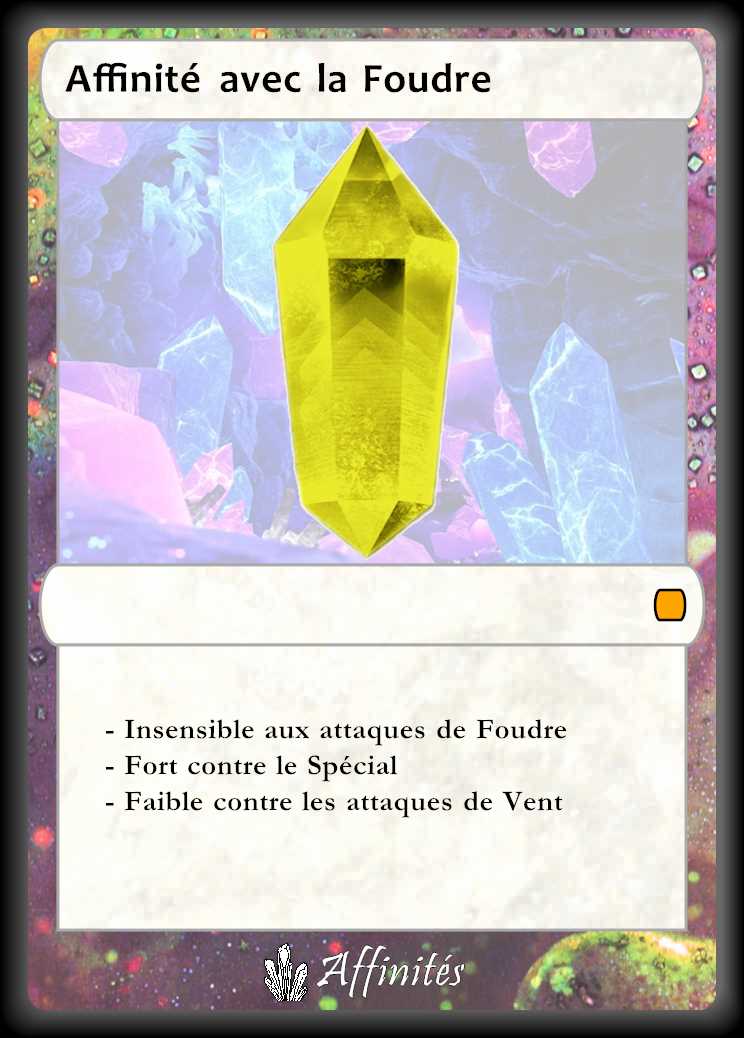 Affinité avec la Foudre
- Insensible aux attaques de Foudre
- Fort contre le Spécial
- Faible contre les attaques de Vent
Affinités